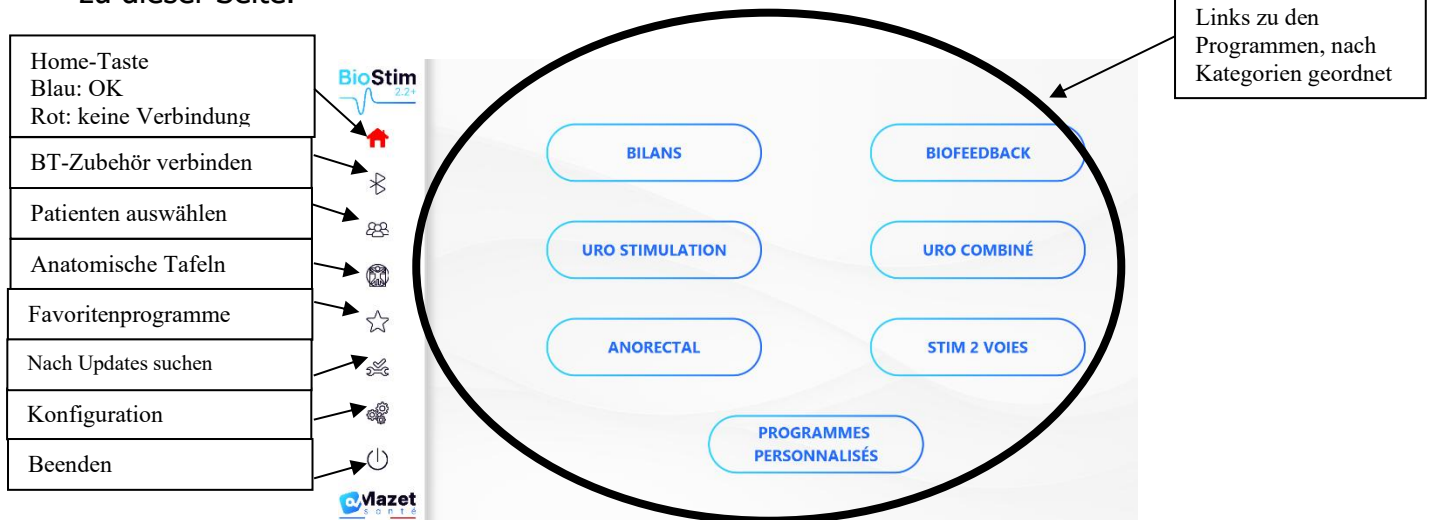 zu dieser Seite.
Links zu den
Programmen, nach
Kategorien geordnet
Home-Taste
Blau: OK
Rot: keine Verbindung
BT-Zubehör verbinden
Patienten auswählen
Anatomische Tafeln
Favoritenprogramme
Nach Updates suchen
Konfiguration
Beenden
BioStim
2.2+
BILANS
BIOFEEDBACK
URO STIMULATION
URO COMBINÉ
ANORECTAL
STIM 2 VOIES
PROGRAMMES
PERSONNALISÉS
Mazet
santé